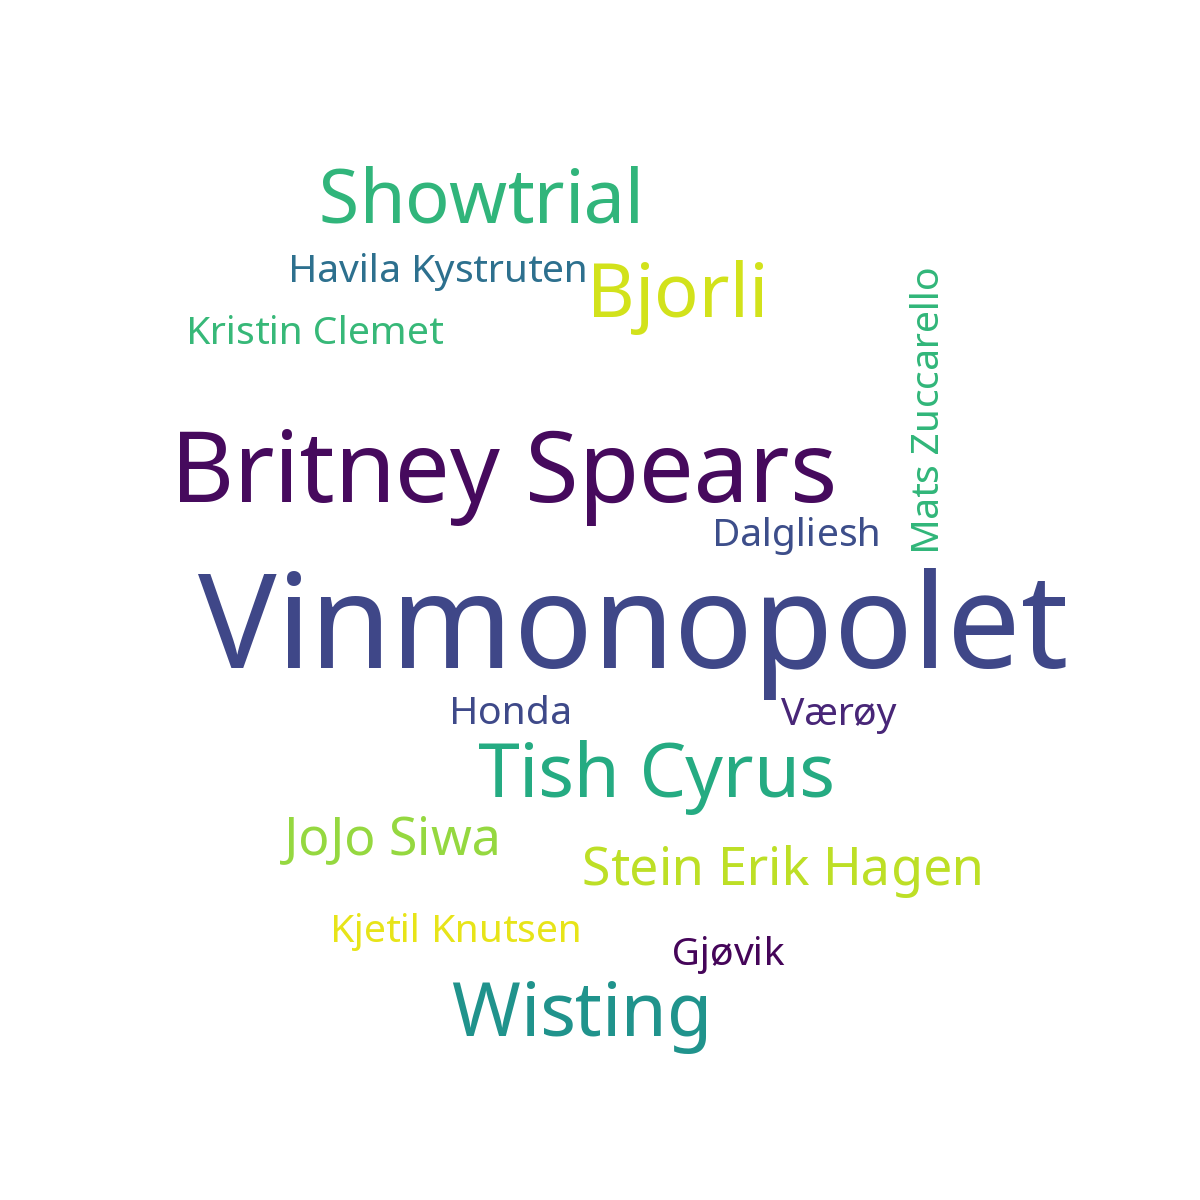 Showtrial
Havila Kystruten
Bjorli
Kristin Clemet
Mats Zuccarello
Britney Spears
Dalgliesh
Vinmonopolet
Honda
Værøy
Tish Cyrus
JoJo Siwa
Stein Erik Hagen
Kjetil Knutsen
Gjøvik
Wisting